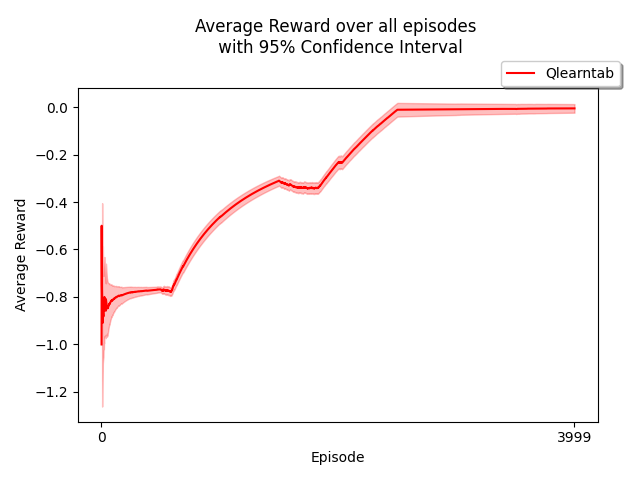 Average Reward over all episodes
with 95% Confidence Interval
Qlearntab
Average Reward
0.0
−0.2
−0.4
−0.6
−0.8
−1.0
−1.2
0
3999
Episode